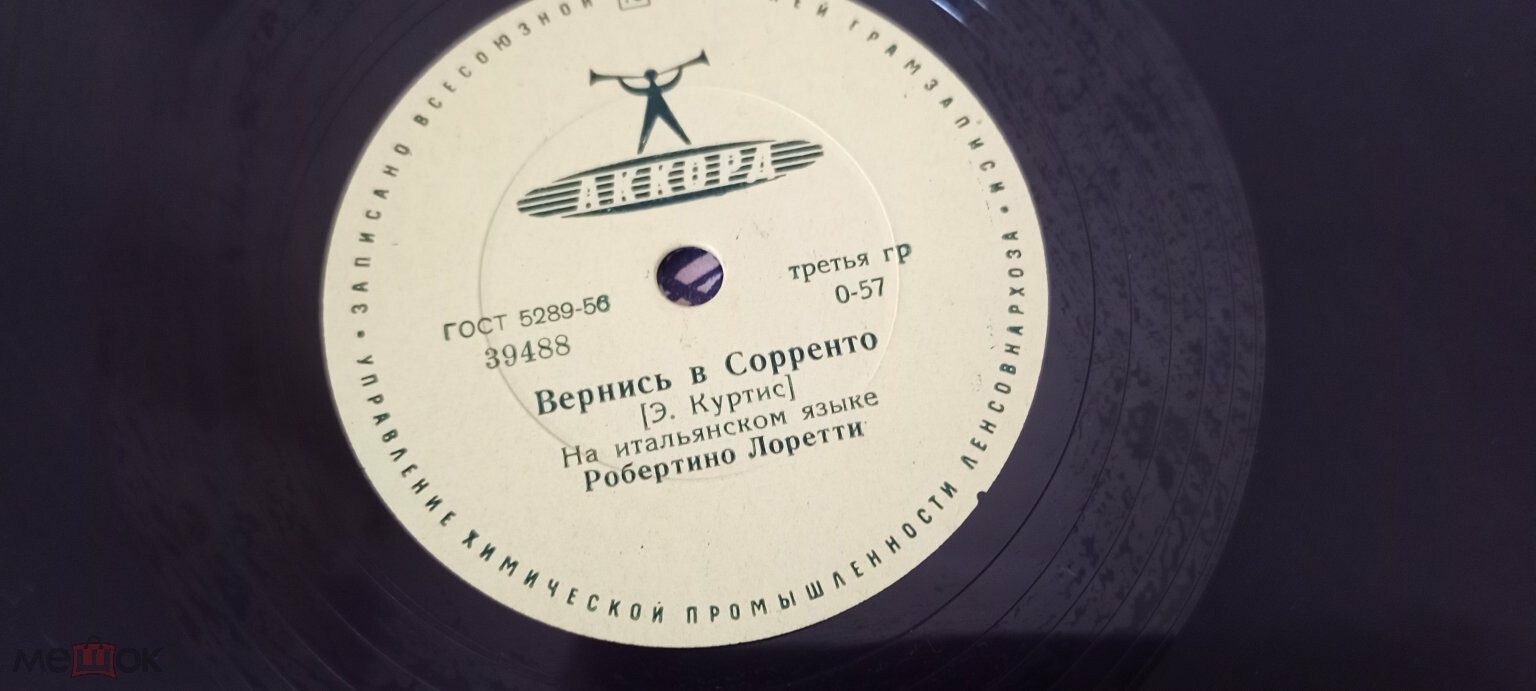 ЗАПИСАНО ВСЕСОЮЗНОЙ
ГРАМЗАПИСИ
АККОРД
третья гр
0-57
ГОСТ 5289-56
39488
Вернись в Сорренто
[Э. Куртис]
На итальянском языке
Робертино Лоретти
УПРАВЛЕНИЕ ХИМИЧЕСКОЙ ПРОМЫШЛЕННОСТИ ЛЕНСОВНАРХОЗА
мешок